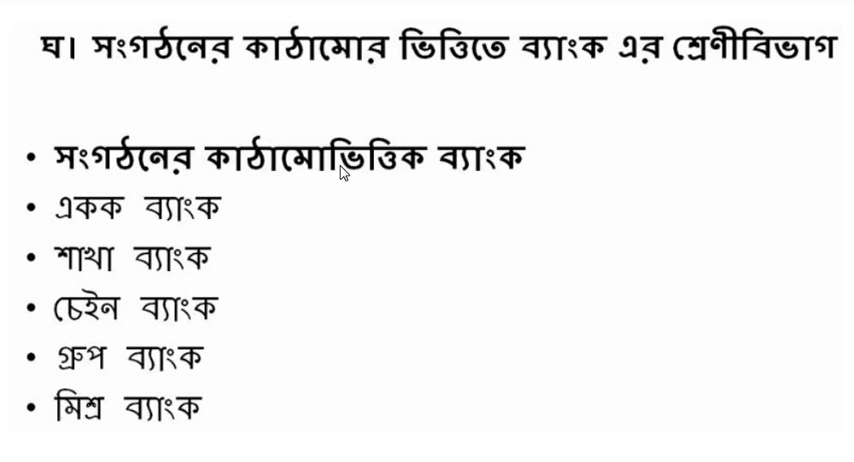 ঘ। সংগঠনের কাঠামোর ভিত্তিতে ব্যাংক এর শ্রেণীবিভাগ
• সংগঠনের কাঠামোভিত্তিক ব্যাংক
• একক ব্যাংক
• শাখা ব্যাংক
• চেইন ব্যাংক
• গ্রুপ ব্যাংক
• মিশ্র ব্যাংক